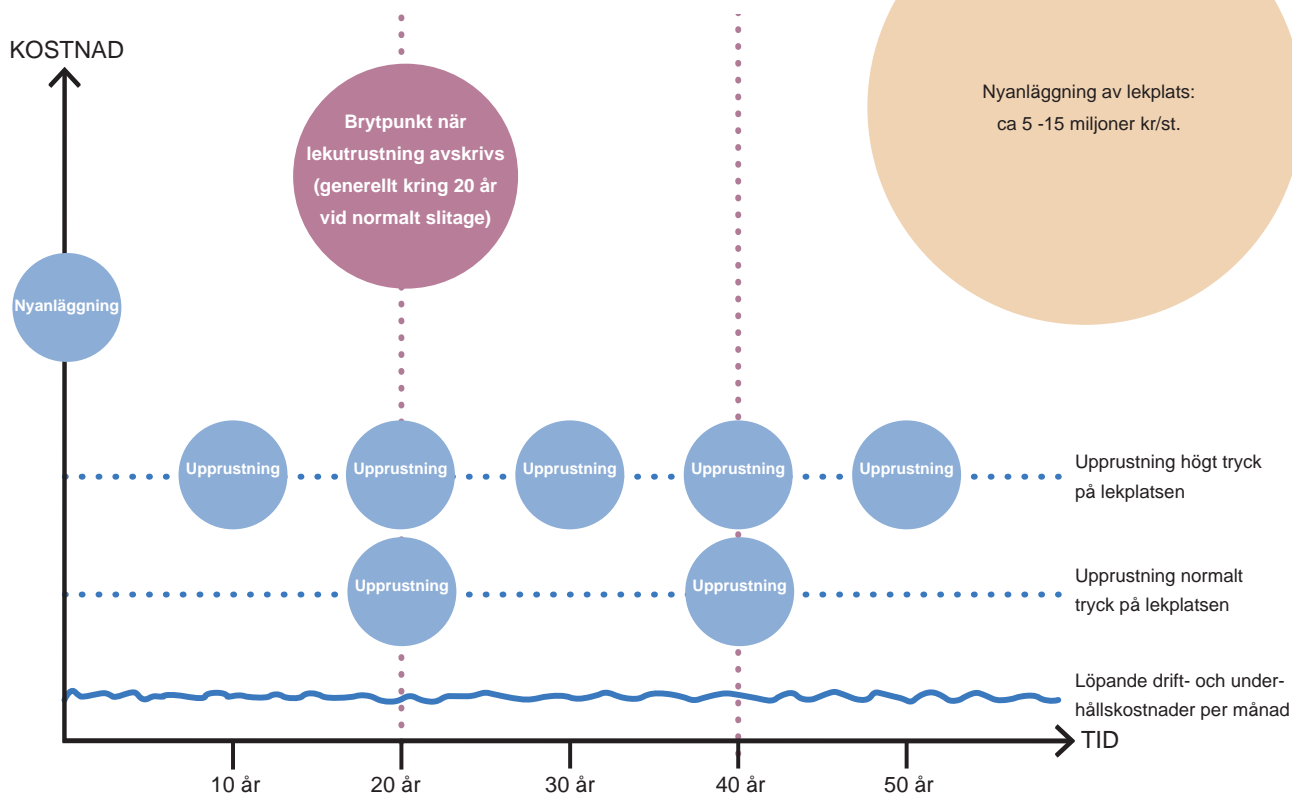 KOSTNAD
Nyanläggning av lekplats:
ca 5 -15 miljoner kr/st.
Brytpunkt när
lekutrustning avskrivs
(generellt kring 20 år
vid normalt slitage)
Nyanläggning
Upprustning
Upprustning
Upprustning
Upprustning
Upprustning
Upprustning högt tryck
på lekplatsen
Upprustning
Upprustning
Upprustning normalt
tryck på lekplatsen
Löpande drift- och under-
hållskostnader per månad
TID
10 år
20 år
30 år
40 år
50 år